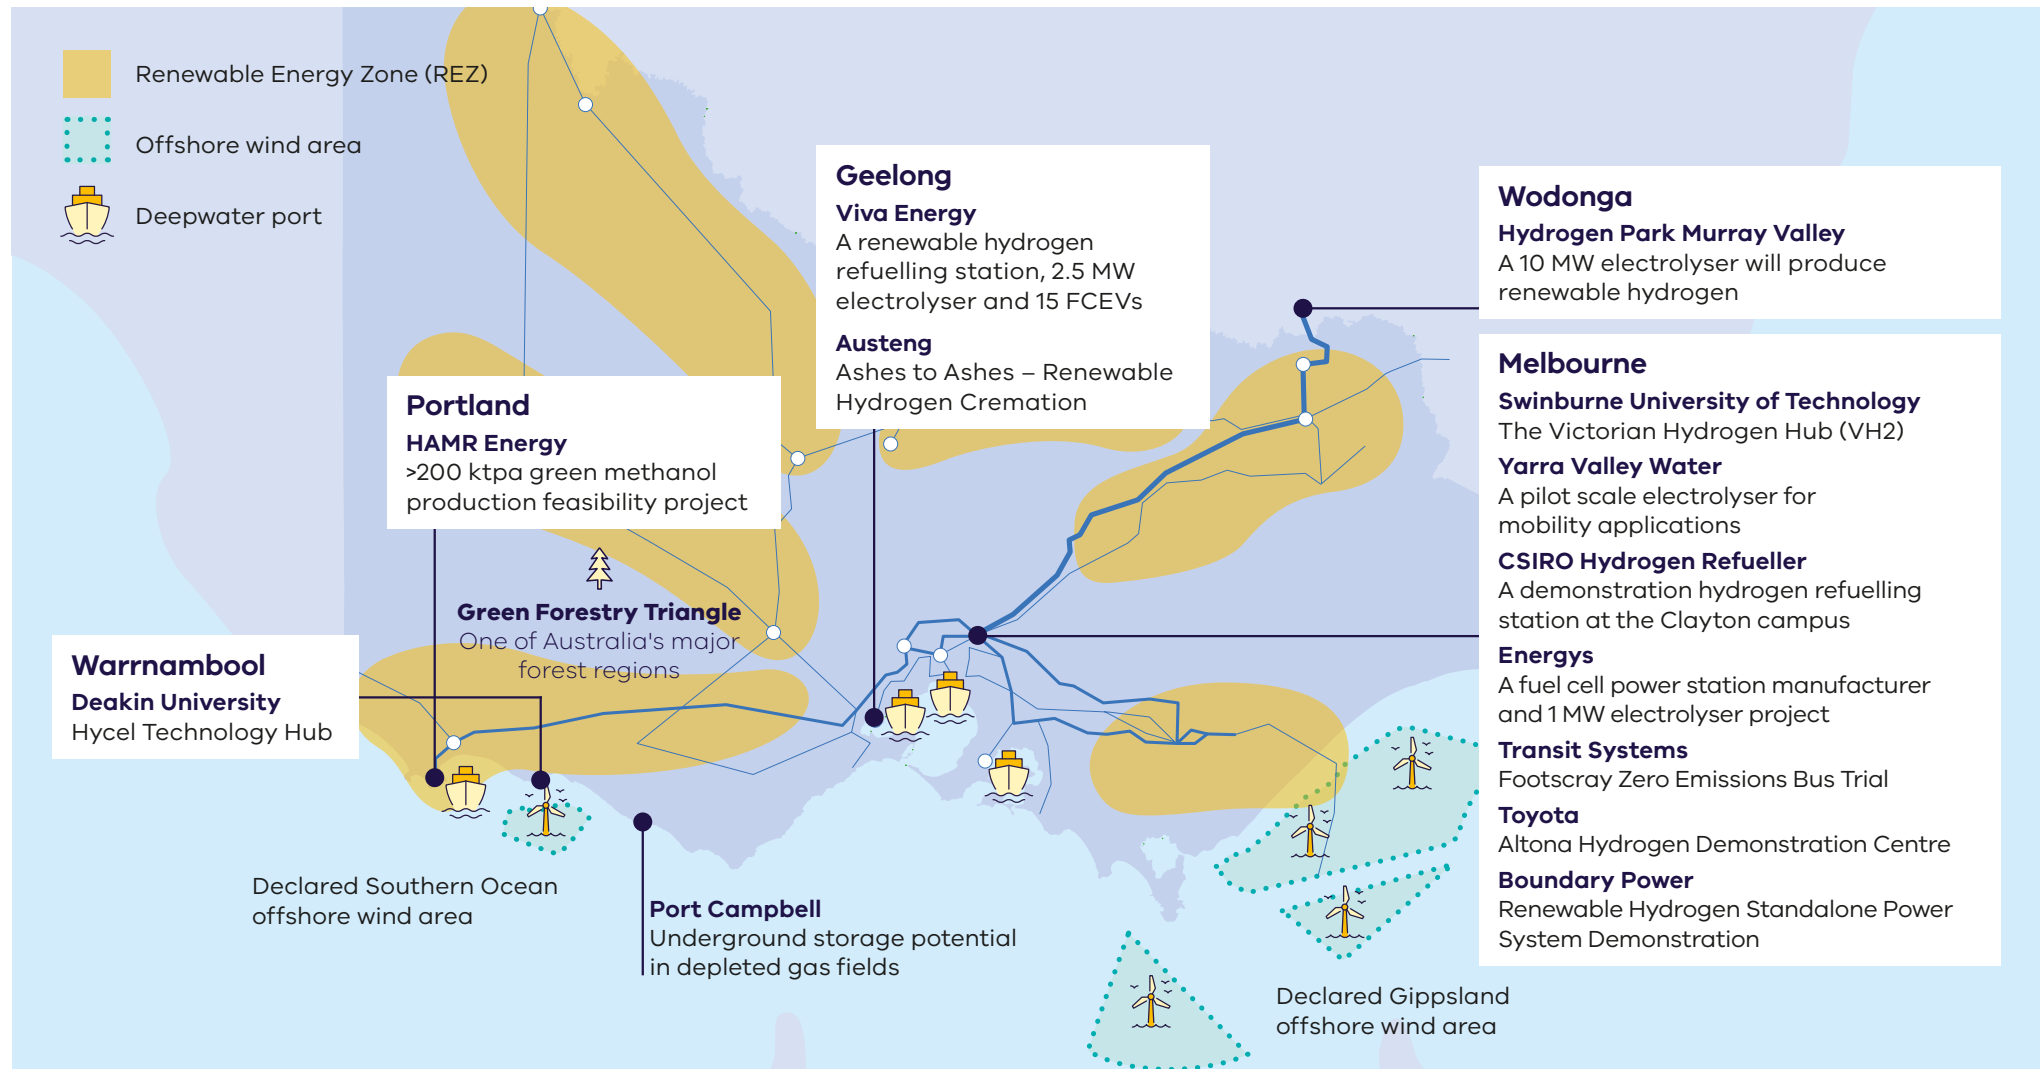 Renewable Energy Zone (REZ)
Offshore wind area
Deepwater port
Geelong
Viva Energy
A renewable hydrogen
refuelling station, 2.5 MW
electrolyser and 15 FCEVs
Austeng
Ashes to Ashes – Renewable
Hydrogen Cremation
Wodonga
Hydrogen Park Murray Valley
A 10 MW electrolyser will produce
renewable hydrogen
Portland
HAMR Energy
>200 ktpa green methanol
production feasibility project
Green Forestry Triangle
One of Australia's major
forest regions
Warrnambool
Deakin University
Hycel Technology Hub
Melbourne
Swinburne University of Technology
The Victorian Hydrogen Hub (VH2)
Yarra Valley Water
A pilot scale electrolyser for
mobility applications
CSIRO Hydrogen Refueller
A demonstration hydrogen refuelling
station at the Clayton campus
Energys
A fuel cell power station manufacturer
and 1 MW electrolyser project
Transit Systems
Footscray Zero Emissions Bus Trial
Toyota
Altona Hydrogen Demonstration Centre
Boundary Power
Renewable Hydrogen Standalone Power
System Demonstration
Declared Southern Ocean
offshore wind area
Port Campbell
Underground storage potential
in depleted gas fields
Declared Gippsland
offshore wind area